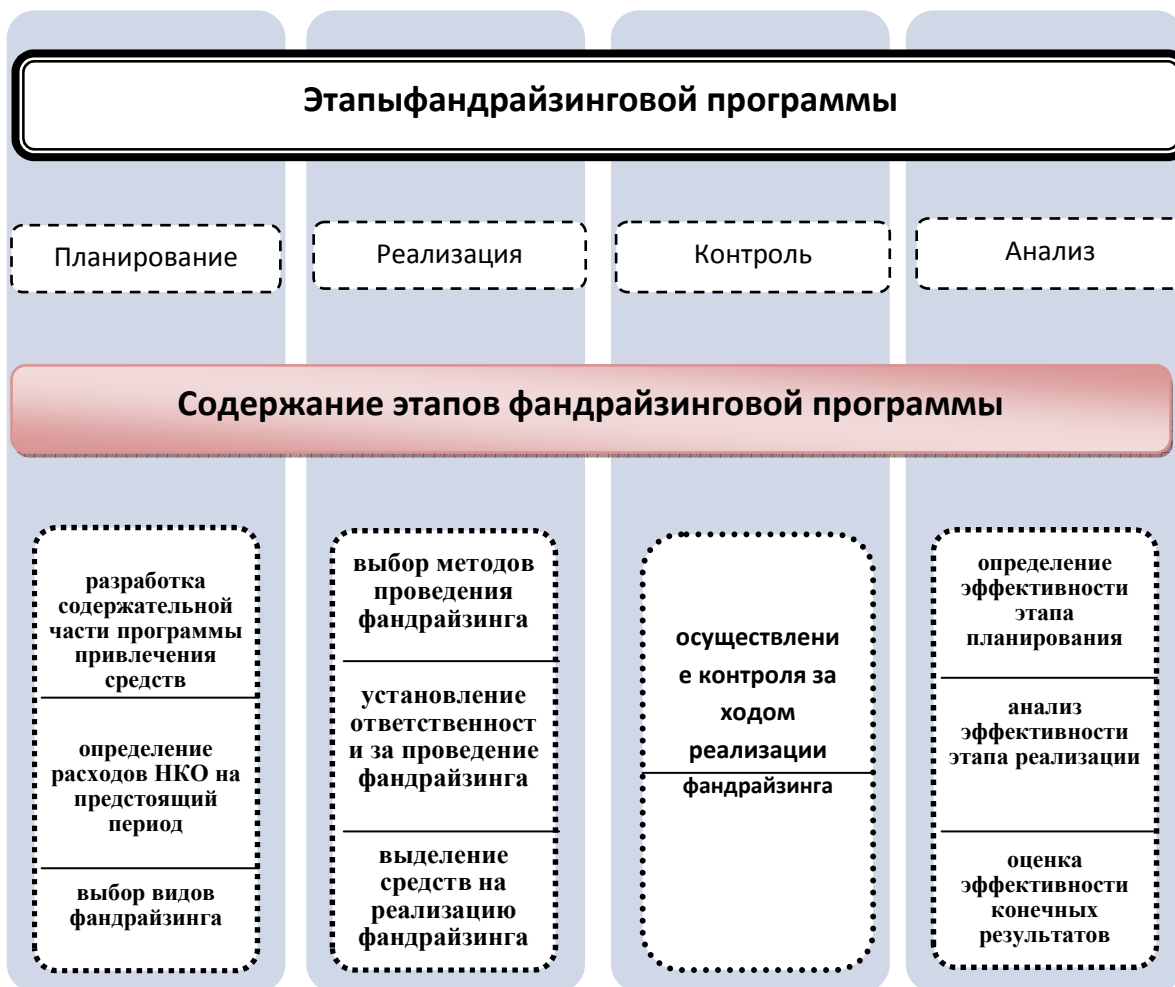 Этапыфандрайзинговой программы
Планирование
Реализация
Контроль
Анализ
Содержание этапов фандрайзинговой программы
разработка
содержательной
части программы
привлечения
средств
определение
расходов НКО на
предстоящий
период
выбор видов
фандрайзинга
выбор методов
проведения
фандрайзинга
установление
ответственност
и за проведение
фандрайзинга
выделение
средств на
реализацию
фандрайзинга
осуществлени
е контроля за
ходом
реализации
фандрайзинга
определение
эффективности
этапа
планирования
анализ
эффективности
этапа реализации
оценка
эффективности
конечных
результатов